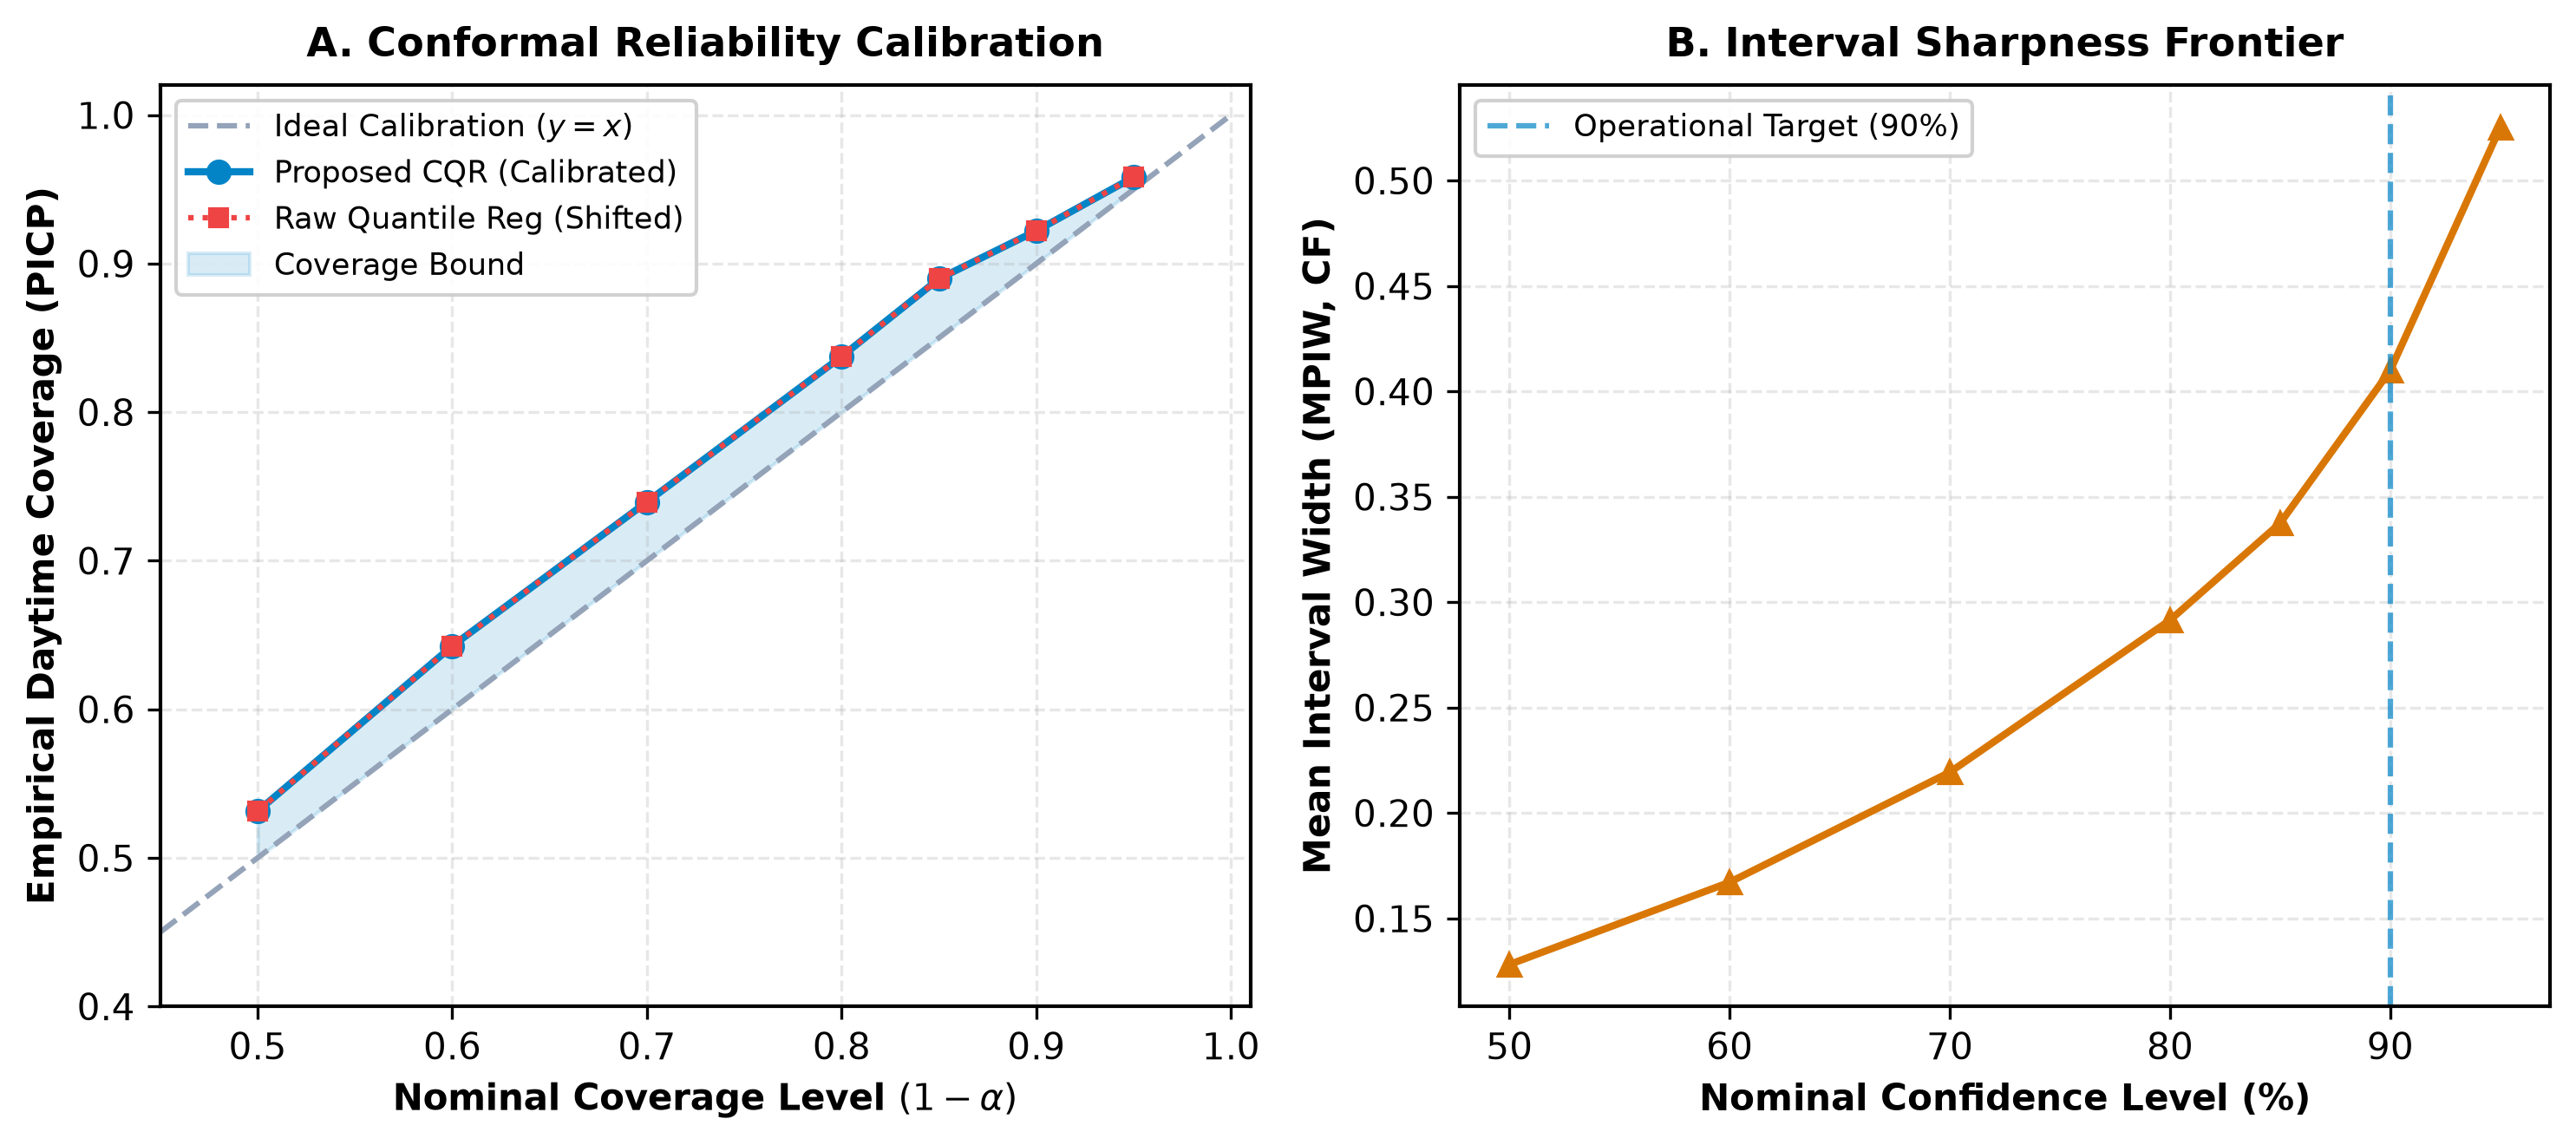 A. Conformal Reliability Calibration
Ideal Calibration (y = x)
Proposed CQR (Calibrated)
Raw Quantile Reg (Shifted)
Coverage Bound
Empirical Daytime Coverage (PICP)
1.0
0.9
0.8
0.7
0.6
0.5
0.4
0.5 0.6 0.7 0.8 0.9 1.0
Nominal Coverage Level (1 − α)
B. Interval Sharpness Frontier
Operational Target (90%)
Mean Interval Width (MPIW, CF)
0.50
0.45
0.40
0.35
0.30
0.25
0.20
0.15
50 60 70 80 90
Nominal Confidence Level (%)